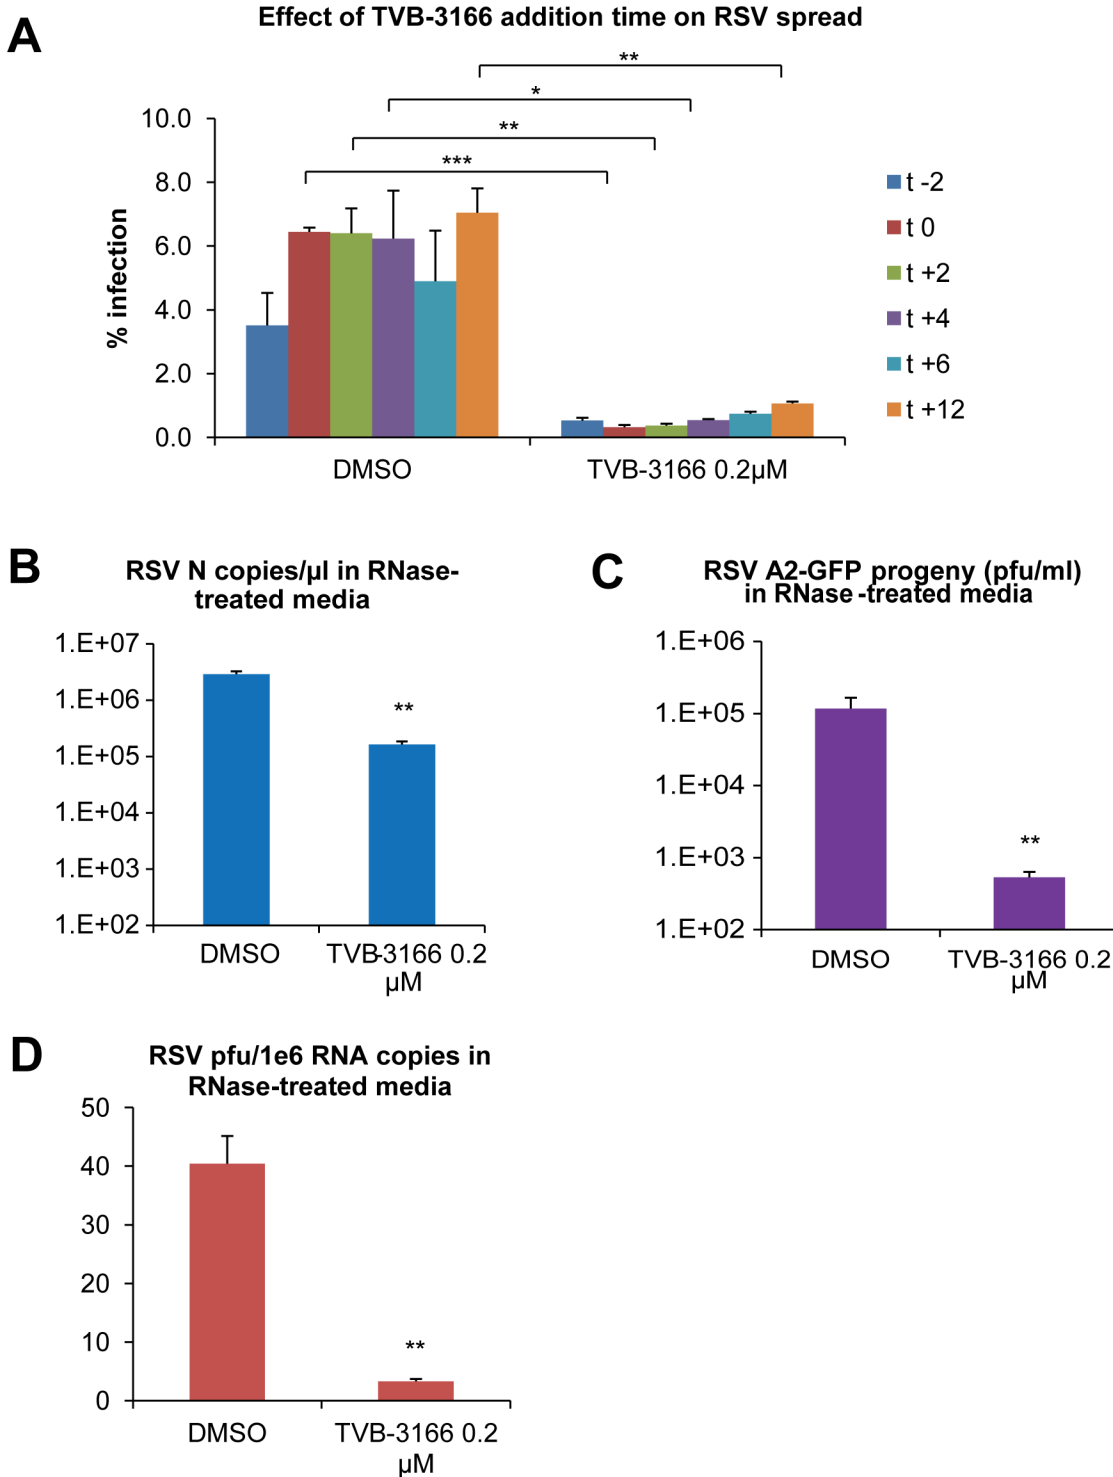 A
Effect of TVB-3166 addition time on RSV spread
**
*
**
***
10.0
8.0
6.0
4.0
2.0
0.0
% infection
DMSO
TVB-3166 0.2µM
t -2
t 0
t +2
t +4
t +6
t +12
B
RSV N copies/µl in RNase-
treated media
1.E+07
1.E+06
1.E+05
1.E+04
1.E+03
1.E+02
**
DMSO
TVB-3166 0.2
µM
C
RSV A2-GFP progeny (pfu/ml)
in RNase-treated media
1.E+06
1.E+05
1.E+04
1.E+03
1.E+02
**
DMSO
TVB-3166 0.2
µM
D
RSV pfu/1e6 RNA copies in
RNase-treated media
50
40
30
20
10
0
**
DMSO
TVB-3166 0.2
µM